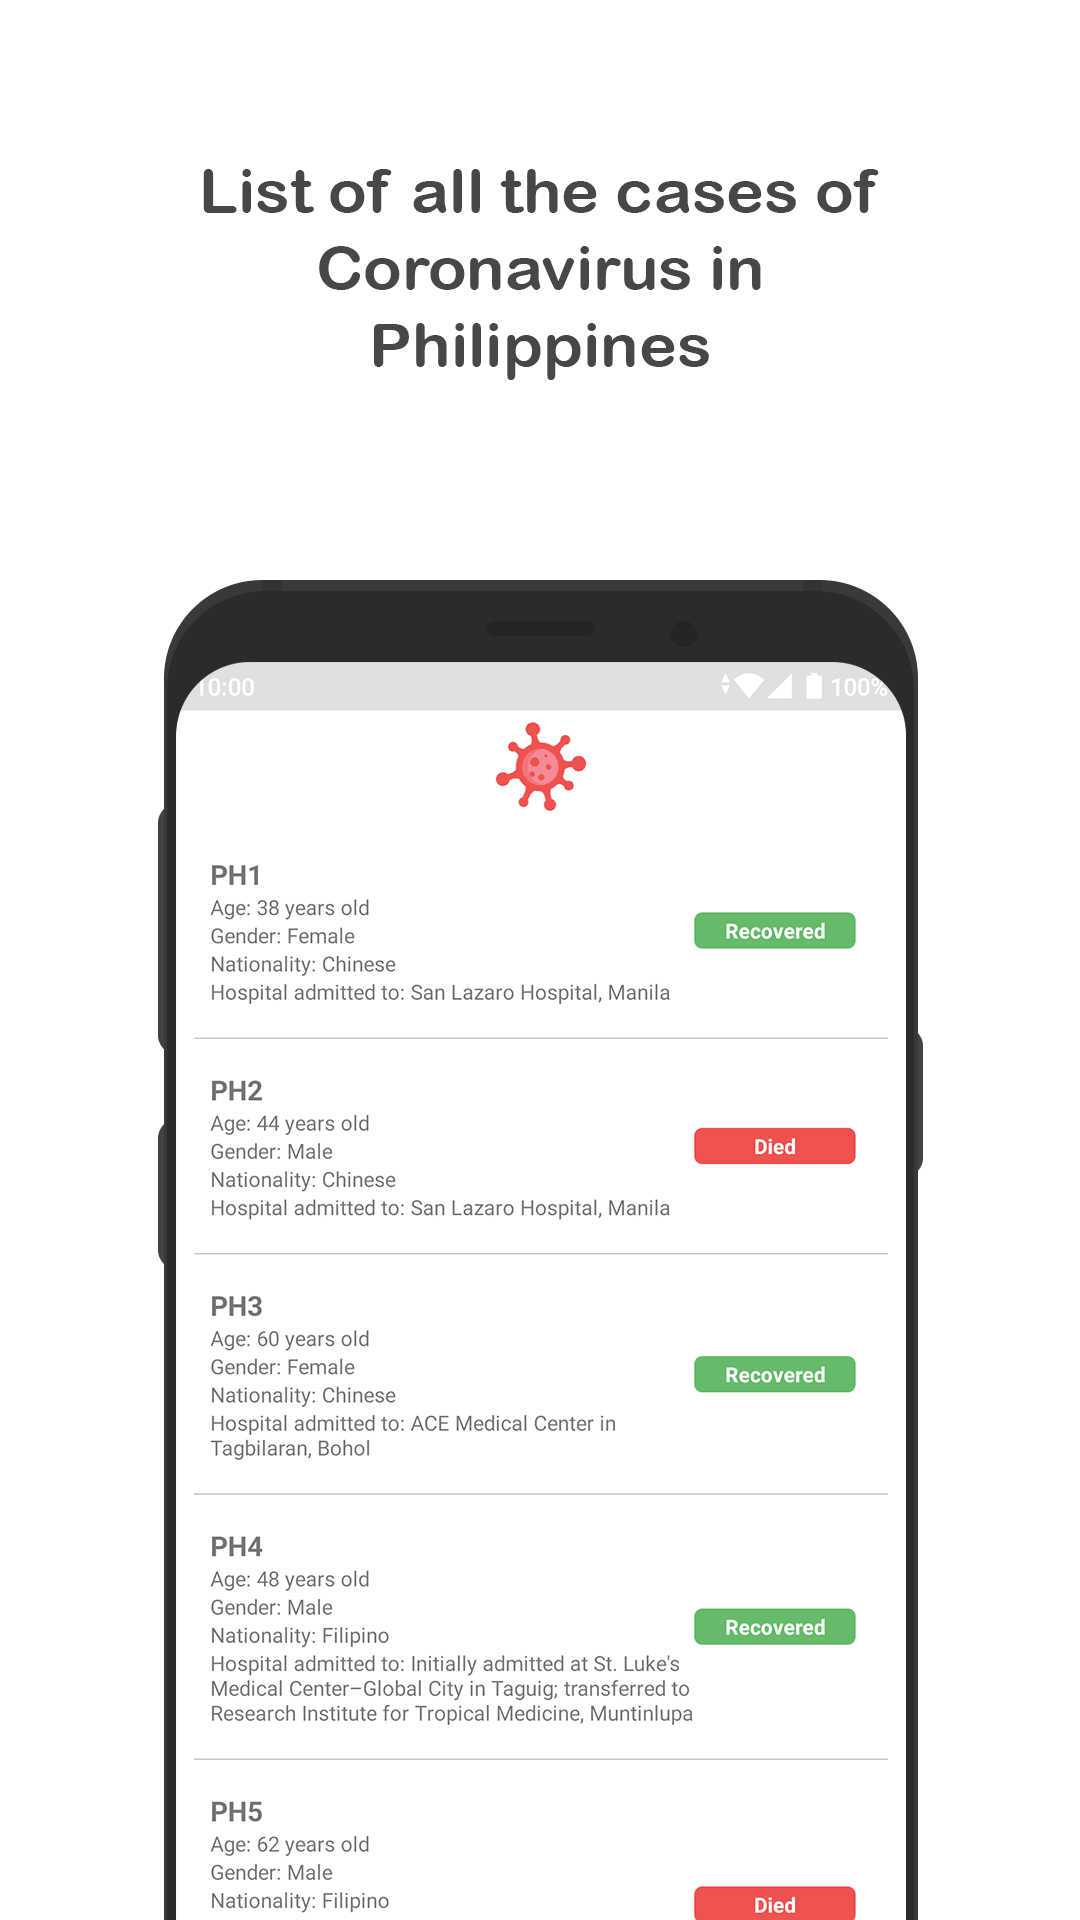 List of all the cases of
Coronavirus in
Philippines
10:00 100%
PH1
Age: 38 years old
Gender: Female
Nationality: Chinese
Hospital admitted to: San Lazaro Hospital, Manila
Recovered
PH2
Age: 44 years old
Gender: Male
Nationality: Chinese
Hospital admitted to: San Lazaro Hospital, Manila
Died
PH3
Age: 60 years old
Gender: Female
Nationality: Chinese
Hospital admitted to: ACE Medical Center in
Tagbilaran, Bohol
Recovered
PH4
Age: 48 years old
Gender: Male
Nationality: Filipino
Hospital admitted to: Initially admitted at St. Luke's
Medical Center–Global City in Taguig; transferred to
Research Institute for Tropical Medicine, Muntinlupa
Recovered
PH5
Age: 62 years old
Gender: Male
Nationality: Filipino
Died